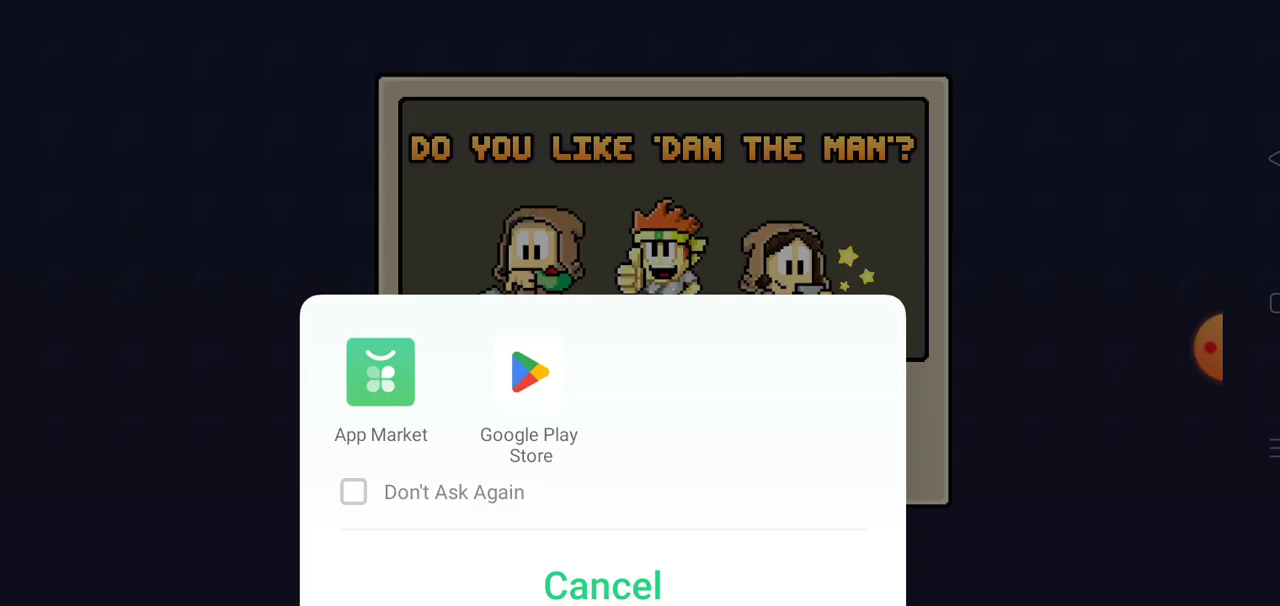 DO YOU LIKE 'DAN THE MAN'?
App Market
Google Play
Store
Don't Ask Again
Cancel